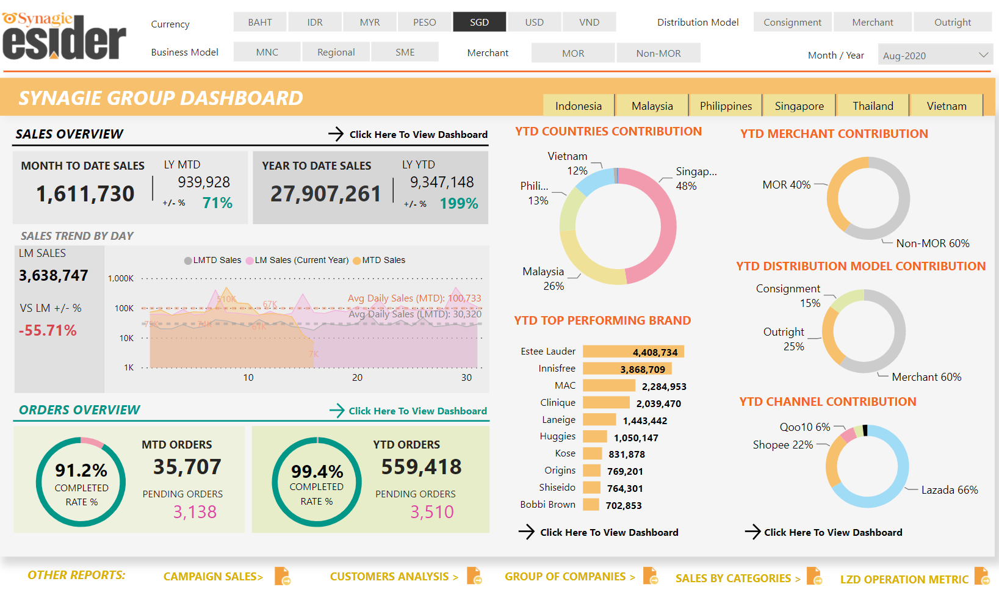 Synagie
esider
Currency
BAHT
IDR
MYR
PESO
SGD
USD
VND
Distribution Model
Consignment
Merchant
Outright
Business Model
MNC
Regional
SME
Merchant
MOR
Non-MOR
Month / Year
Aug-2020
SYNAGIE GROUP DASHBOARD
Indonesia
Malaysia
Philippines
Singapore
Thailand
Vietnam
SALES OVERVIEW
Click Here To View Dashboard
MONTH TO DATE SALES
1,611,730
LY MTD
939,928
+/- %
71%
YEAR TO DATE SALES
27,907,261
LY YTD
9,347,148
+/- %
199%
SALES TREND BY DAY
LM SALES
3,638,747
VS LM +/- %
-55.71%
LMTD Sales
LM Sales (Current Year)
MTD Sales
1,000K
100K
10K
1K
510K
67K
75K
71K
61K
7K
Avg Daily Sales (MTD): 100,733
Avg Daily Sales (LMTD): 30,320
10
20
30
ORDERS OVERVIEW
Click Here To View Dashboard
91.2%
COMPLETED
RATE %
MTD ORDERS
35,707
PENDING ORDERS
3,138
99.4%
COMPLETED
RATE %
YTD ORDERS
559,418
PENDING ORDERS
3,510
YTD COUNTRIES CONTRIBUTION
Vietnam
12%
Singap...
48%
Phili...
13%
Malaysia
26%
YTD TOP PERFORMING BRAND
Estee Lauder 4,408,734
Innisfree 3,868,709
MAC 2,284,953
Clinique 2,039,470
Laneige 1,443,442
Huggies 1,050,147
Kose 831,878
Origins 769,201
Shiseido 764,301
Bobbi Brown 702,853
Click Here To View Dashboard
YTD MERCHANT CONTRIBUTION
MOR 40%
Non-MOR 60%
YTD DISTRIBUTION MODEL CONTRIBUTION
Consignment
15%
Outright
25%
Merchant 60%
YTD CHANNEL CONTRIBUTION
Qoo10 6%
Shopee 22%
Lazada 66%
Click Here To View Dashboard
OTHER REPORTS:
CAMPAIGN SALES>
CUSTOMERS ANALYSIS >
GROUP OF COMPANIES >
SALES BY CATEGORIES >
LZD OPERATION METRIC